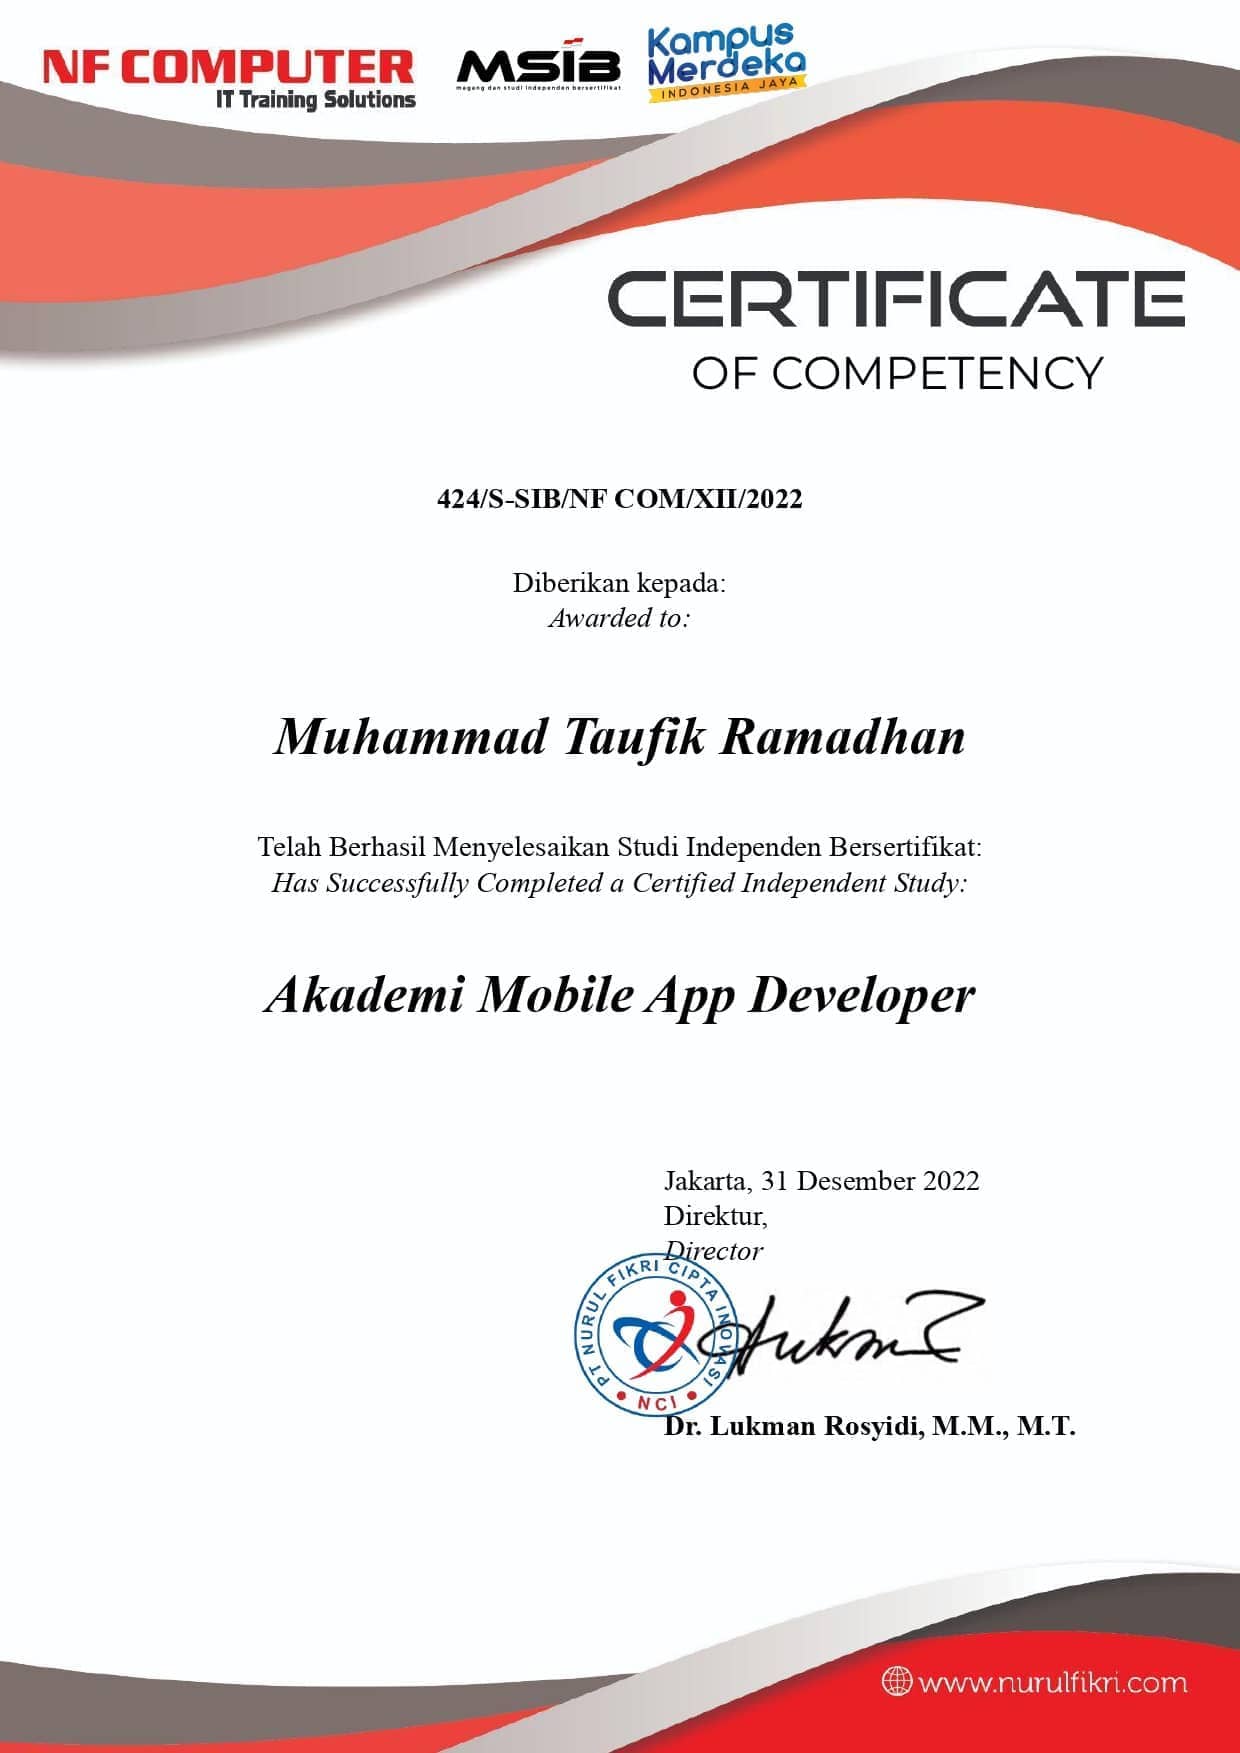 NF COMPUTER
IT Training Solutions
MSIB
magang dan studi independen bersertifikat
Kampus
Merdeka
INDONESIA JAYA
CERTIFICATE
OF COMPETENCY
424/S-SIB/NF COM/XII/2022
Diberikan kepada:
Awarded to:
Muhammad Taufik Ramadhan
Telah Berhasil Menyelesaikan Studi Independen Bersertifikat:
Has Successfully Completed a Certified Independent Study:
Akademi Mobile App Developer
Jakarta, 31 Desember 2022
Direktur,
Director
PT NURUL FIKRI CIPTA INOVASI
NCI
Dr. Lukman Rosyidi, M.M., M.T.
www.nurulfikri.com